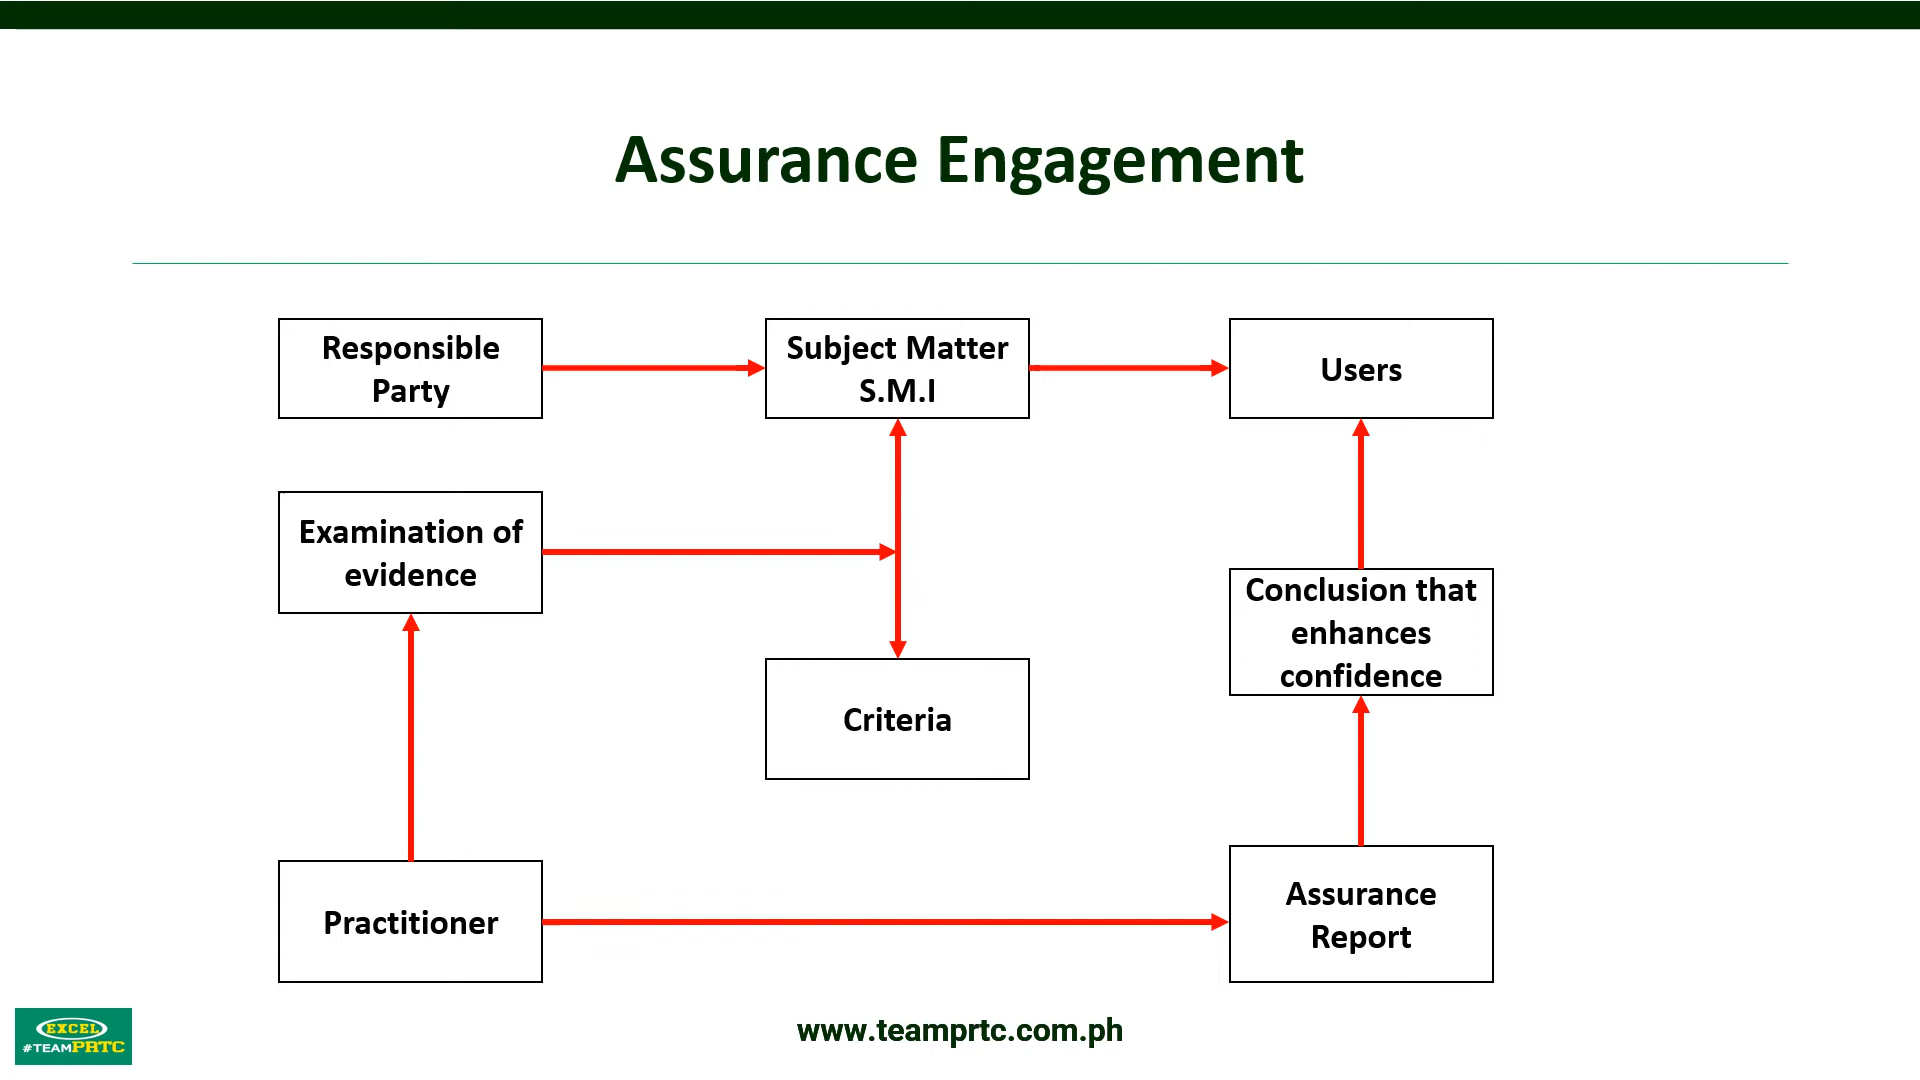 Assurance Engagement
Responsible
Party
Subject Matter
S.M.I
Users
Examination of
evidence
Conclusion that
enhances
confidence
Criteria
Practitioner
Assurance
Report
EXCEL
#TEAMPRTC
www.teamprtc.com.ph